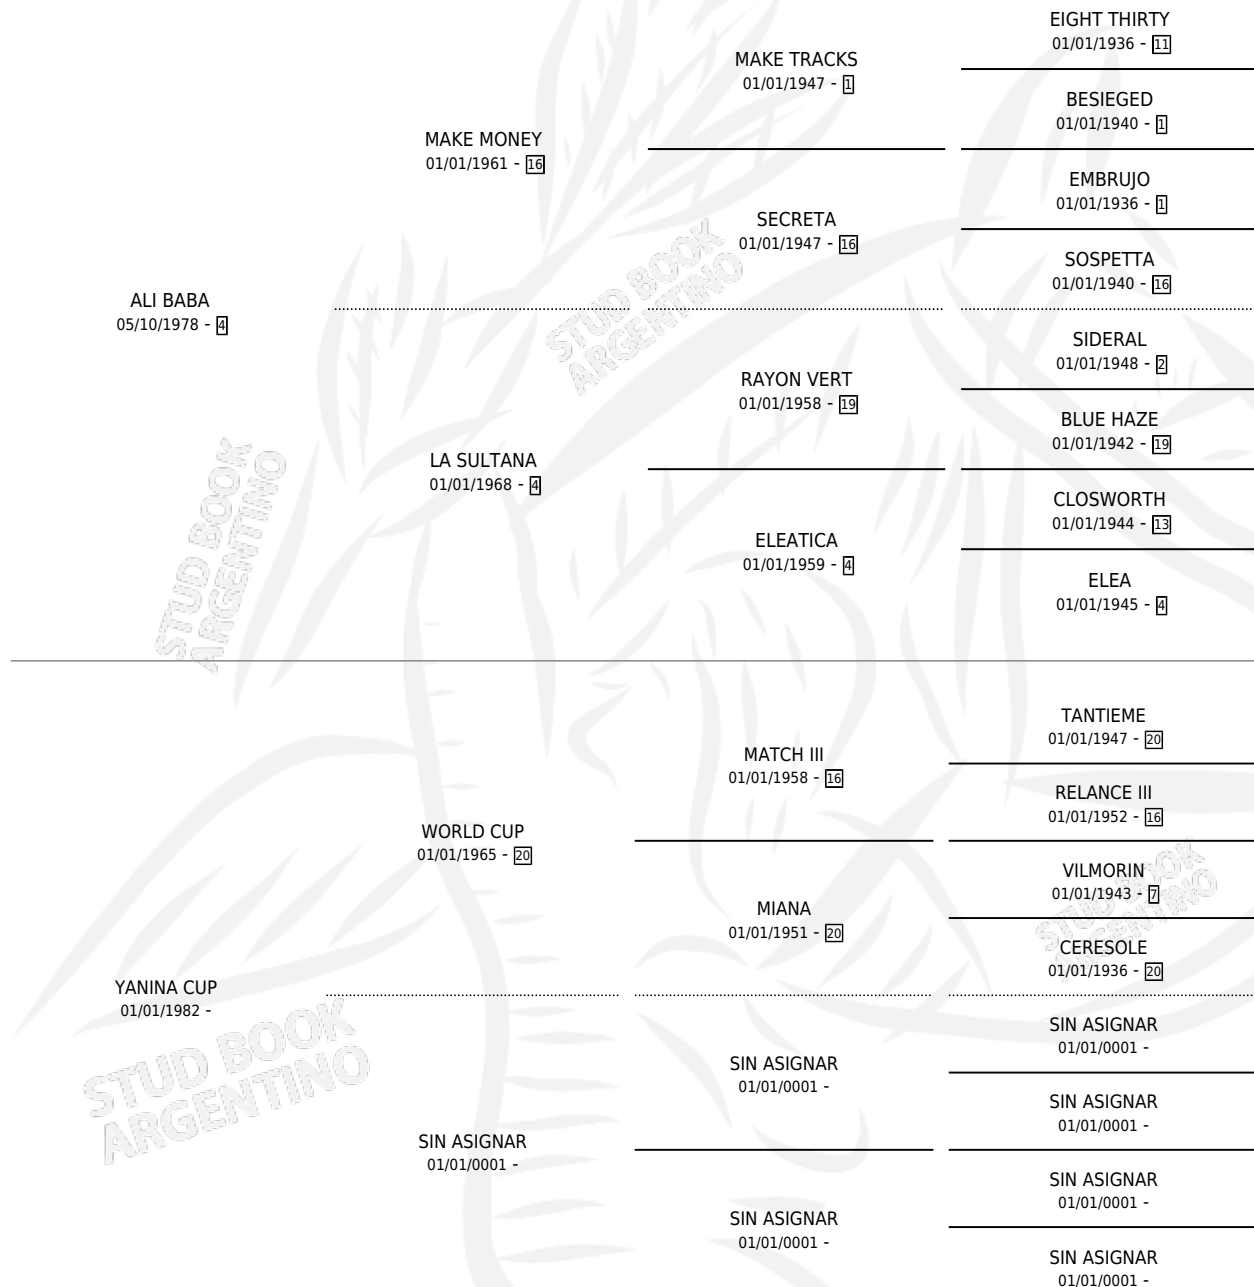 ALI BABA
05/10/1978 - 4
MAKE MONEY
01/01/1961 - 16
LA SULTANA
01/01/1968 - 4
MAKE TRACKS
01/01/1947 - 1
SECRETA
01/01/1947 - 16
RAYON VERT
01/01/1958 - 19
ELEATICA
01/01/1959 - 4
EIGHT THIRTY
01/01/1936 - 11
BESIEGED
01/01/1940 - 1
EMBRUJO
01/01/1936 - 1
SOSPETTA
01/01/1940 - 16
SIDERAL
01/01/1948 - 2
BLUE HAZE
01/01/1942 - 19
CLOSWORTH
01/01/1944 - 13
ELEA
01/01/1945 - 4
YANINA CUP
01/01/1982 -
WORLD CUP
01/01/1965 - 20
SIN ASIGNAR
01/01/0001 -
MATCH III
01/01/1958 - 16
MIANA
01/01/1951 - 20
SIN ASIGNAR
01/01/0001 -
SIN ASIGNAR
01/01/0001 -
TANTIEME
01/01/1947 - 20
RELANCE III
01/01/1952 - 16
VILMORIN
01/01/1943 - 7
CERESOLE
01/01/1936 - 20
SIN ASIGNAR
01/01/0001 -
SIN ASIGNAR
01/01/0001 -
SIN ASIGNAR
01/01/0001 -
SIN ASIGNAR
01/01/0001 -
STUD BOOK
ARGENTINO
STUD BOOK
ARGENTINO
STUD BOOK
ARGENTINO
STUD BOOK
ARGENTINO